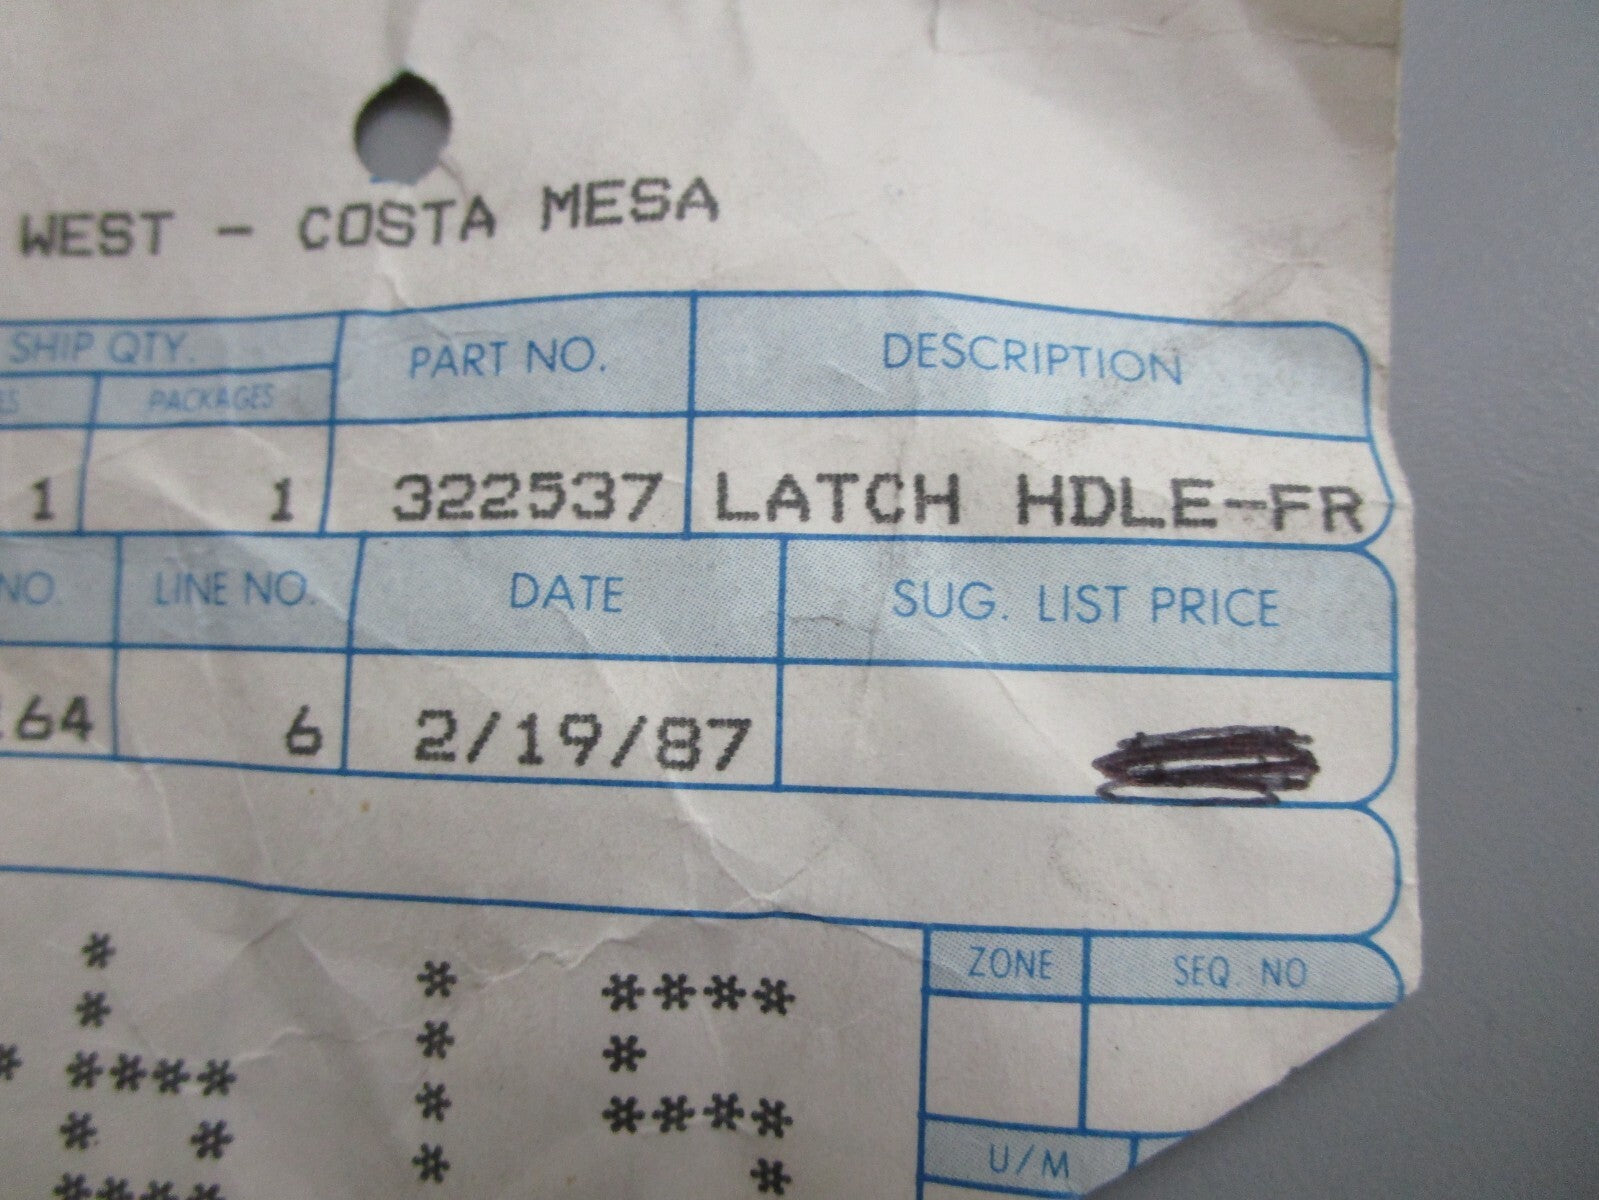 WEST - COSTA MESA
SHIP QTY. PART NO. DESCRIPTION
PACKAGES
1 1 322537 LATCH HDLE-FR
NO. LINE NO. DATE SUG. LIST PRICE
64 6 2/19/87
* * ****
* * *
* **** * ****
* * * *
****
ZONE SEQ. NO
U/M